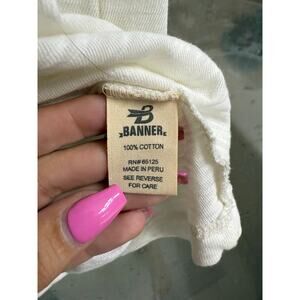 B
BANNER
100% COTTON
RN# 65125
MADE IN PERU
SEE REVERSE
FOR CARE